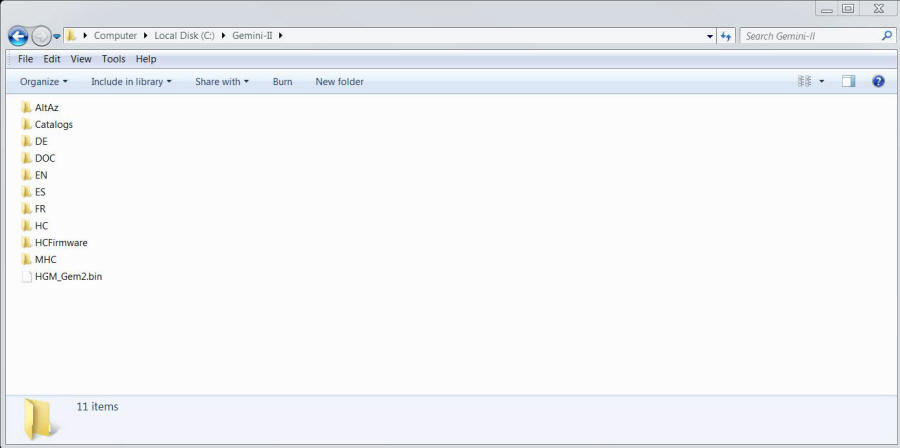 Computer Local Disk (C:) Gemini-II Search Gemini-II
File Edit View Tools Help
Organize Include in library Share with Burn New folder
AltAz
Catalogs
DE
DOC
EN
ES
FR
HC
HCFirmware
MHC
HGM_Gem2.bin
11 items